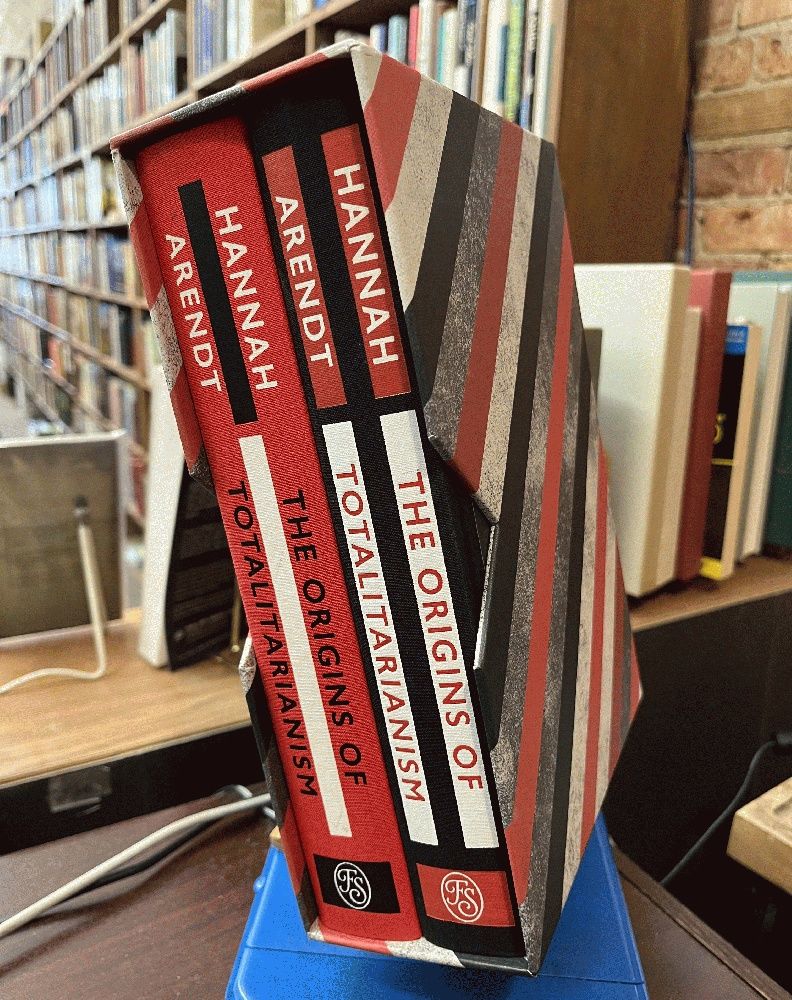 HANNAH
ARENDT
THE ORIGINS OF
TOTALITARIANISM
FS
HANNAH
ARENDT
THE ORIGINS OF
TOTALITARIANISM
FS